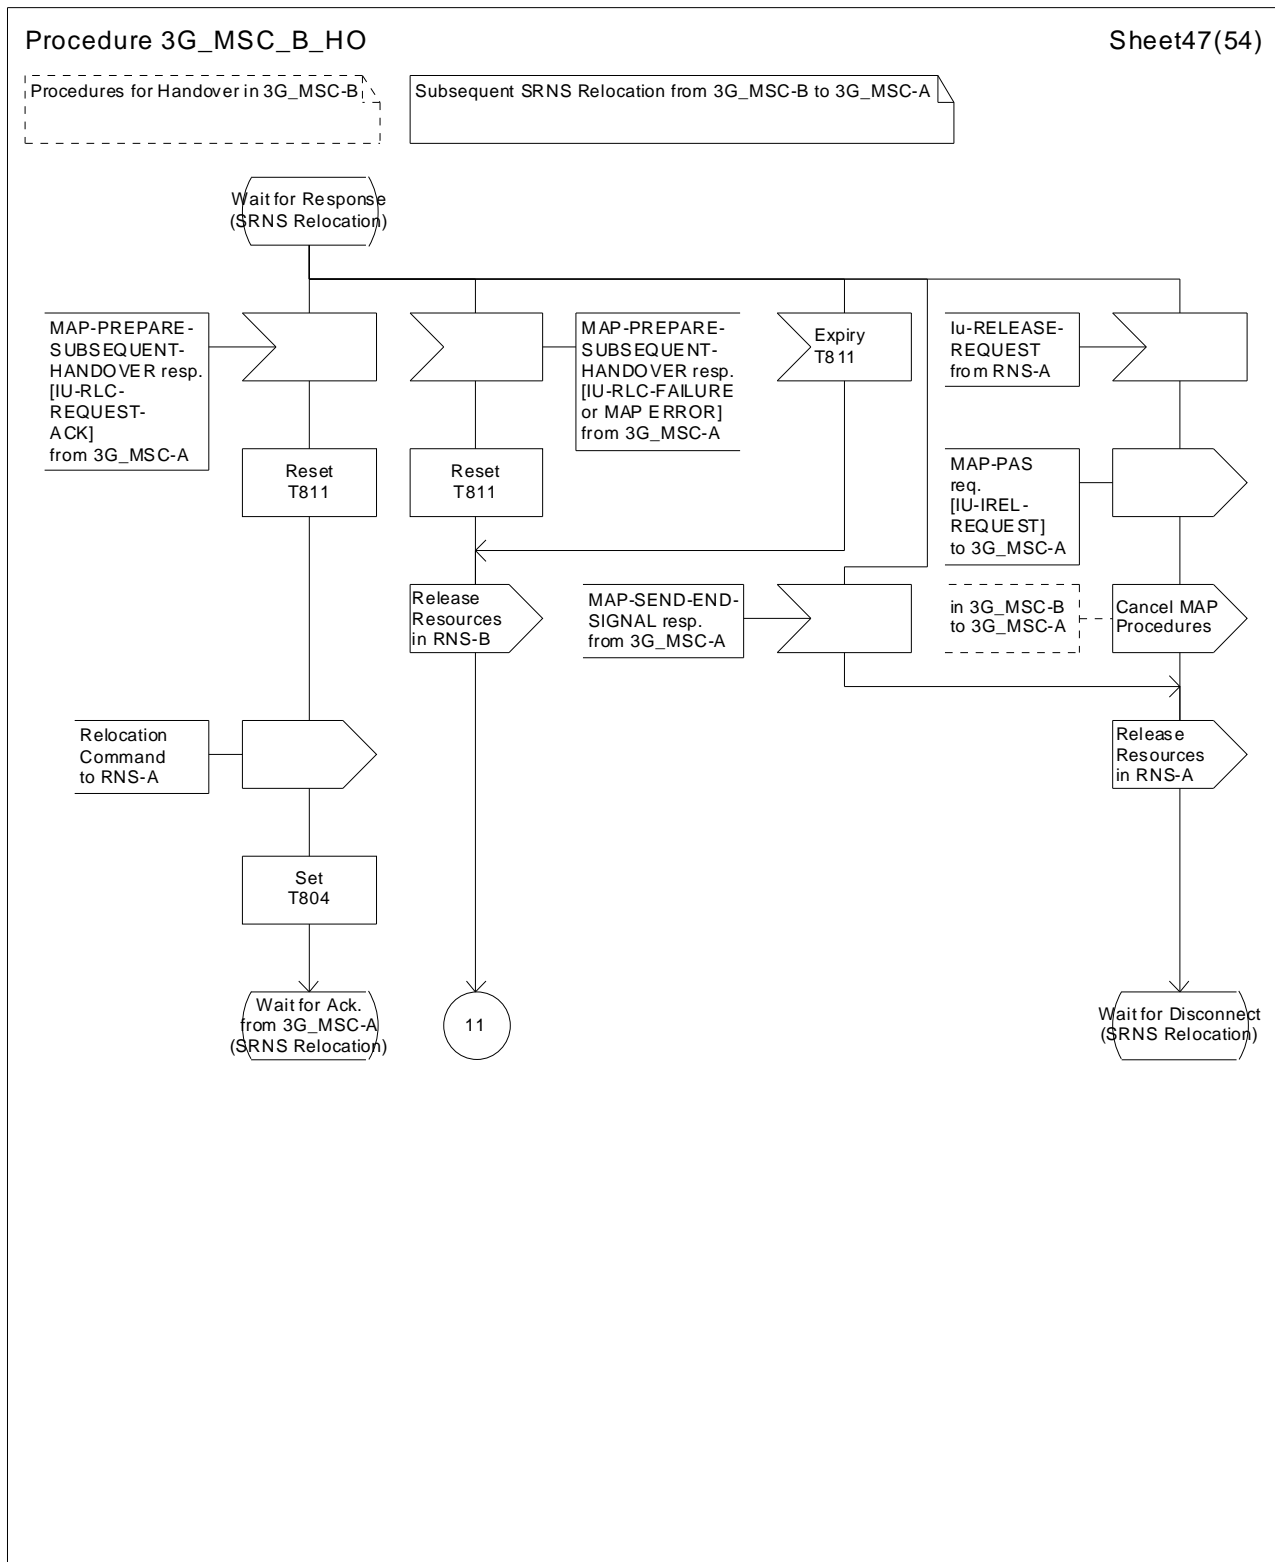 Procedure 3G_MSC_B_HO
Sheet47(54)
Procedures for Handover in 3G_MSC-B
Subsequent SRNS Relocation from 3G_MSC-B to 3G_MSC-A
Wait for Response
(SRNS Relocation)
MAP-PREPARE-
SUBSEQUENT-
HANDOVER resp.
[IU-RLC-
REQUEST-
ACK]
from 3G_MSC-A
MAP-PREPARE-
SUBSEQUENT-
HANDOVER resp.
[IU-RLC-FAILURE
or MAP ERROR]
from 3G_MSC-A
Expiry
T811
Iu-RELEASE-
REQUEST
from RNS-A
Reset
T811
Reset
T811
MAP-PAS
req.
[IU-IREL-
REQUEST]
to 3G_MSC-A
Release
Resources
in RNS-B
MAP-SEND-END-
SIGNAL resp.
from 3G_MSC-A
in 3G_MSC-B
to 3G_MSC-A
Cancel MAP
Procedures
Relocation
Command
to RNS-A
Release
Resources
in RNS-A
Set
T804
Wait for Ack.
from 3G_MSC-A
(SRNS Relocation)
11
Wait for Disconnect
(SRNS Relocation)